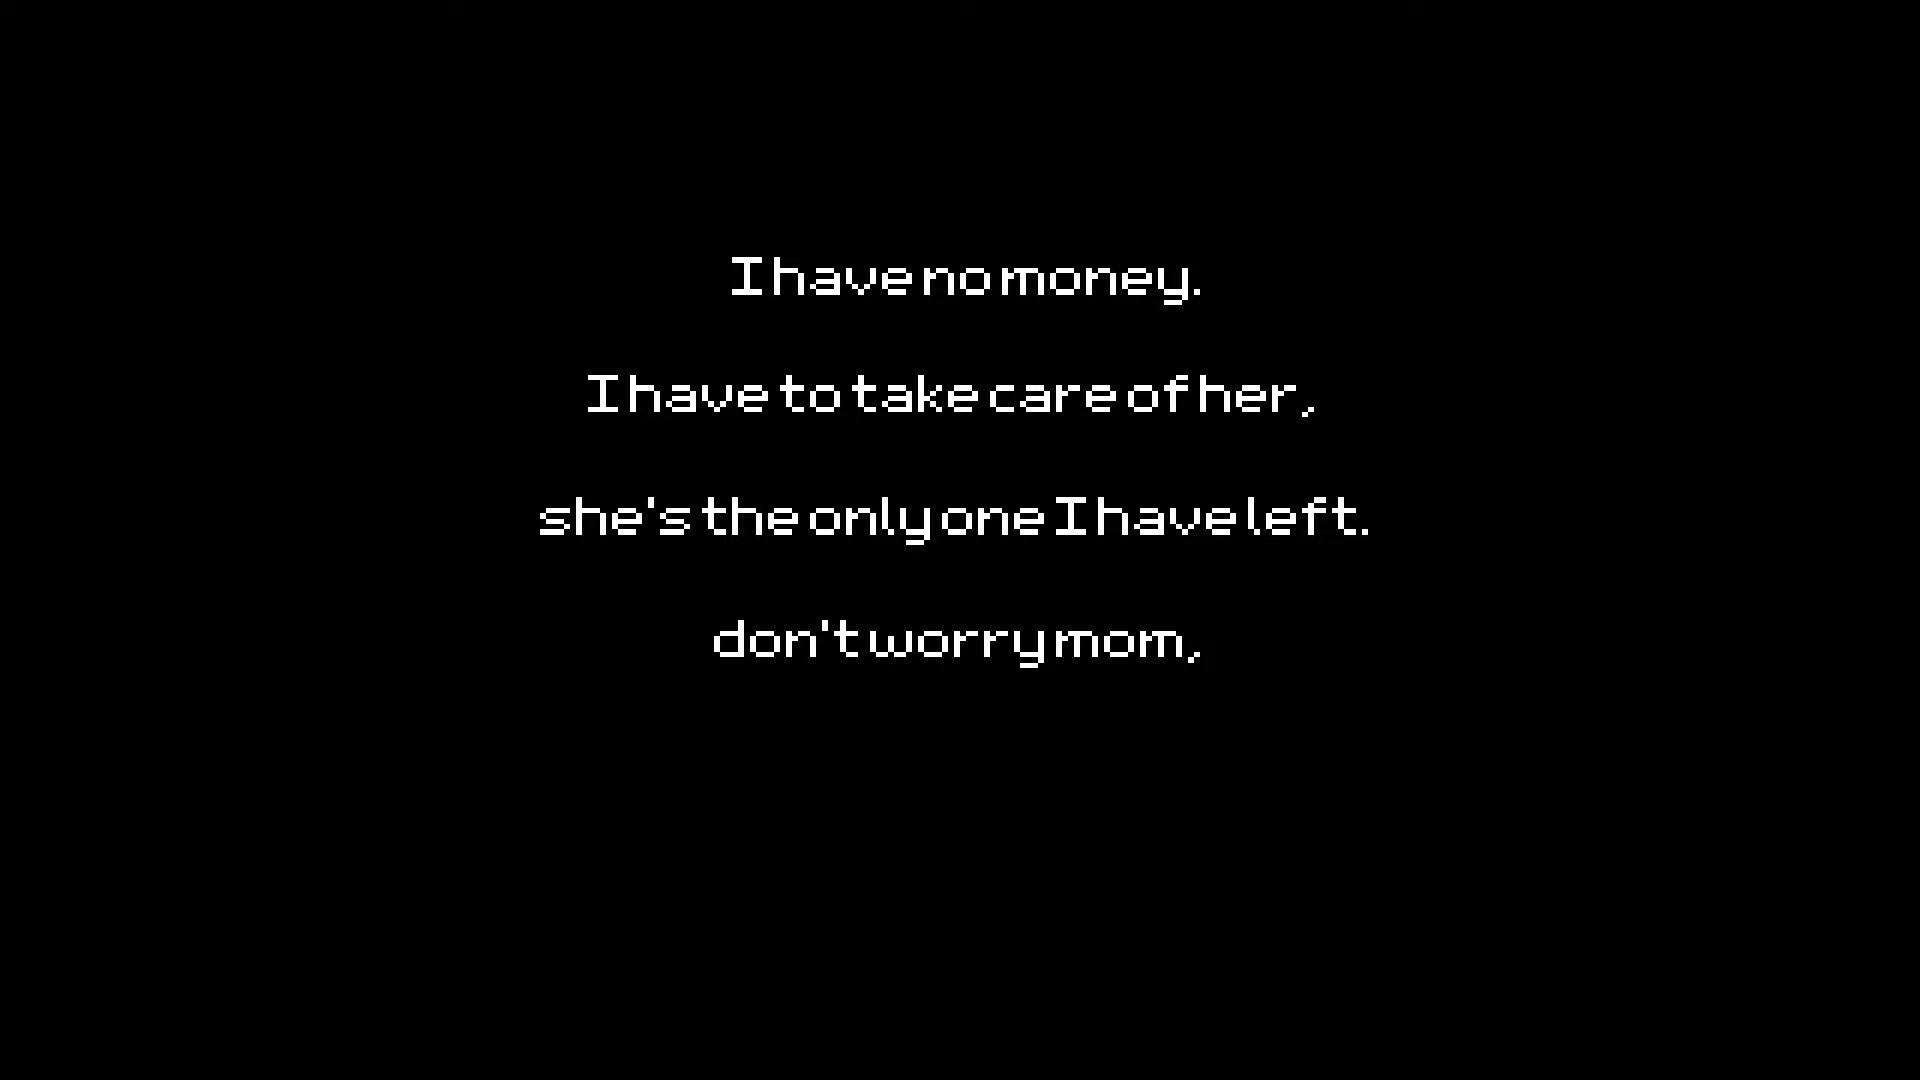 I have no money.
I have to take care of her,
she's the only one I have left.
don't worry mom,